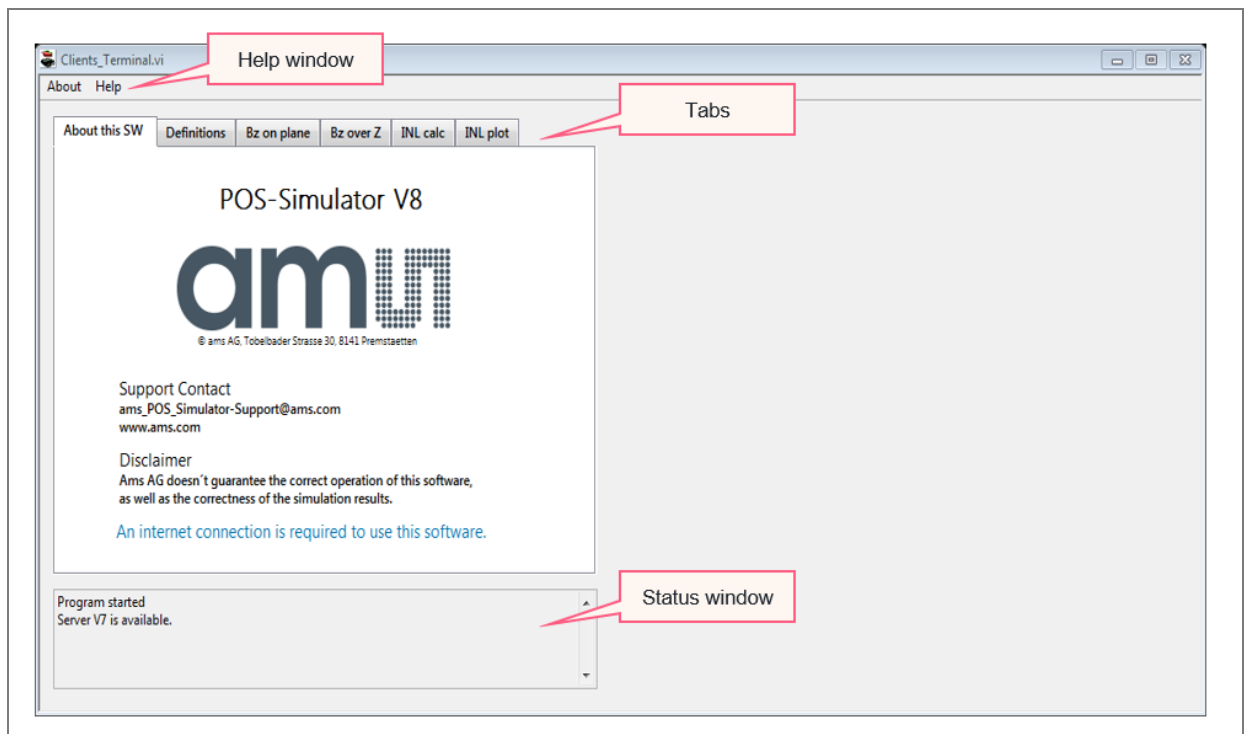 Clients_Terminal.vi
Help window
About Help
Tabs
About this SW Definitions Bz on plane Bz over Z INL calc INL plot
POS-Simulator V8
amu
© ams AG, Tobelbader Strasse 30, 8141 Premstaetten
Support Contact
ams_POS_Simulator-Support@ams.com
www.ams.com
Disclaimer
Ams AG doesn´t guarantee the correct operation of this software,
as well as the correctness of the simulation results.
An internet connection is required to use this software.
Program started
Server V7 is available.
Status window